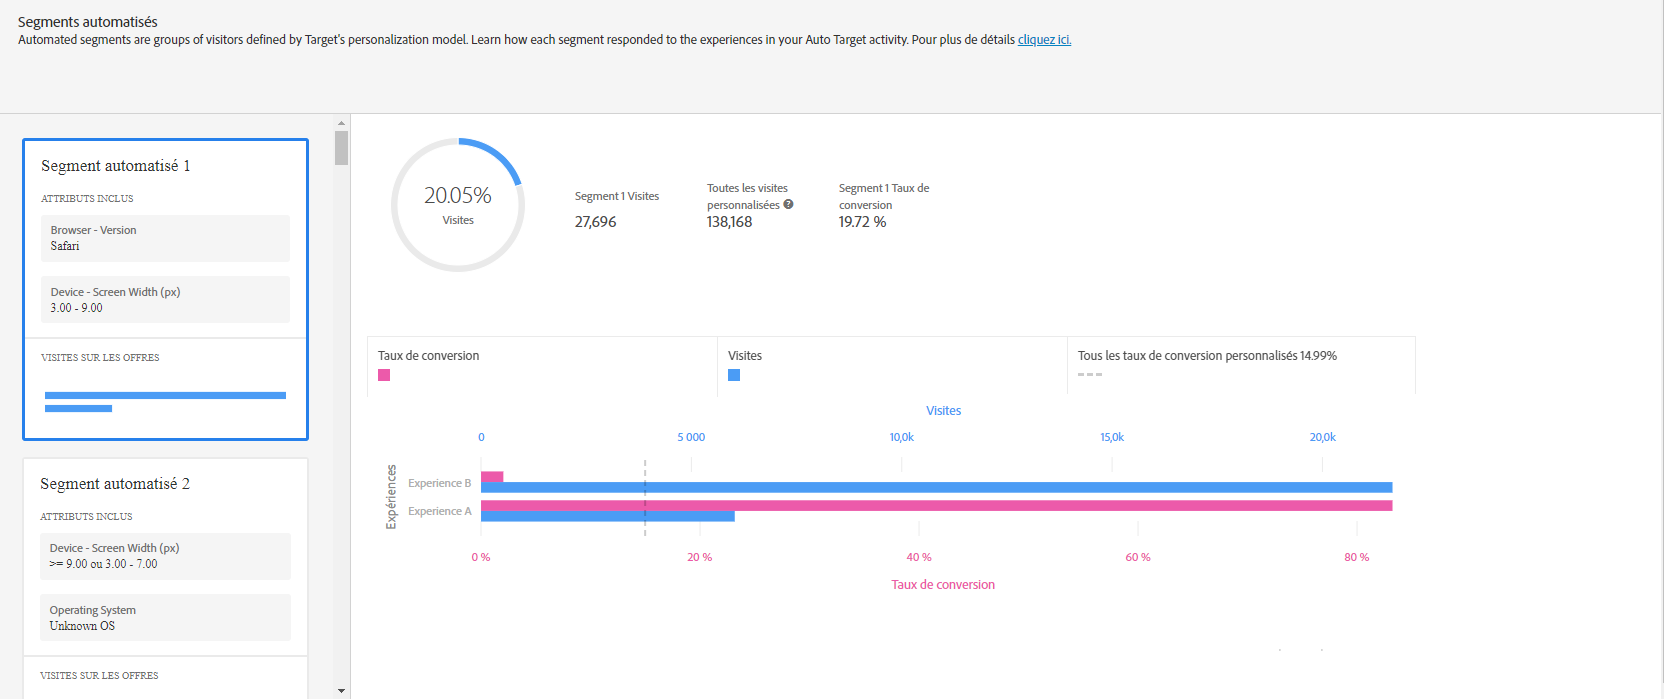 Segments automatisés
Automated segments are groups of visitors defined by Target's personalization model. Learn how each segment responded to the experiences in your Auto Target activity. Pour plus de détails cliquez ici.
Segment automatisé 1
ATTRIBUTS INCLUS
Browser - Version
Safari
Device - Screen Width (px)
3.00 - 9.00
VISITES SUR LES OFFRES
Segment automatisé 2
ATTRIBUTS INCLUS
Device - Screen Width (px)
>= 9.00 ou 3.00 - 7.00
Operating System
Unknown OS
VISITES SUR LES OFFRES
20.05%
Visites
Segment 1 Visites
27,696
Toutes les visites
personnalisées ?
138,168
Segment 1 Taux de
conversion
19.72 %
Taux de conversion
Visites
Tous les taux de conversion personnalisés 14.99%
Visites
0 5 000 10,0k 15,0k 20,0k
Expériences
Experience B
Experience A
0 % 20 % 40 % 60 % 80 %
Taux de conversion